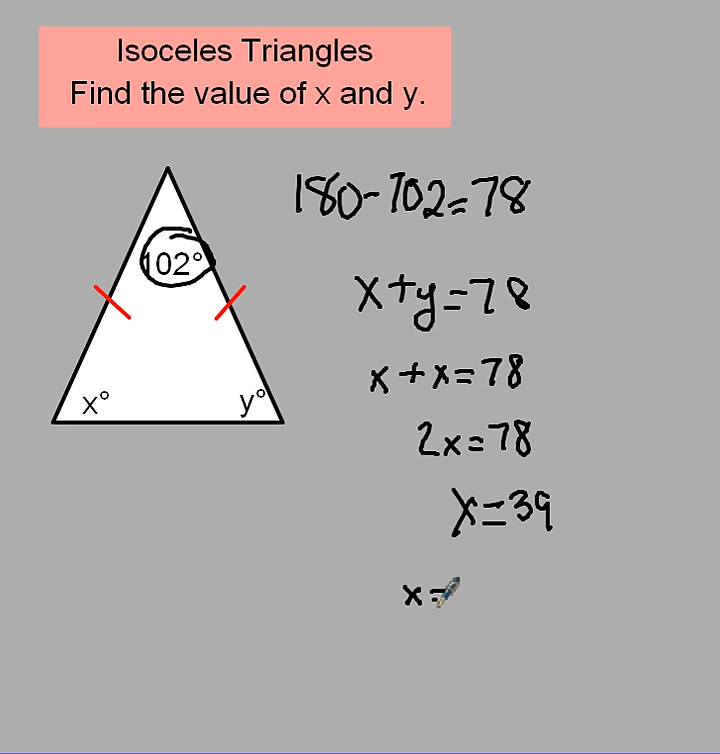 Isoceles Triangles
Find the value of x and y.
180-102=78
102°
x+y=78
x+x=78
x°
y°
2x=78
x=39
x=